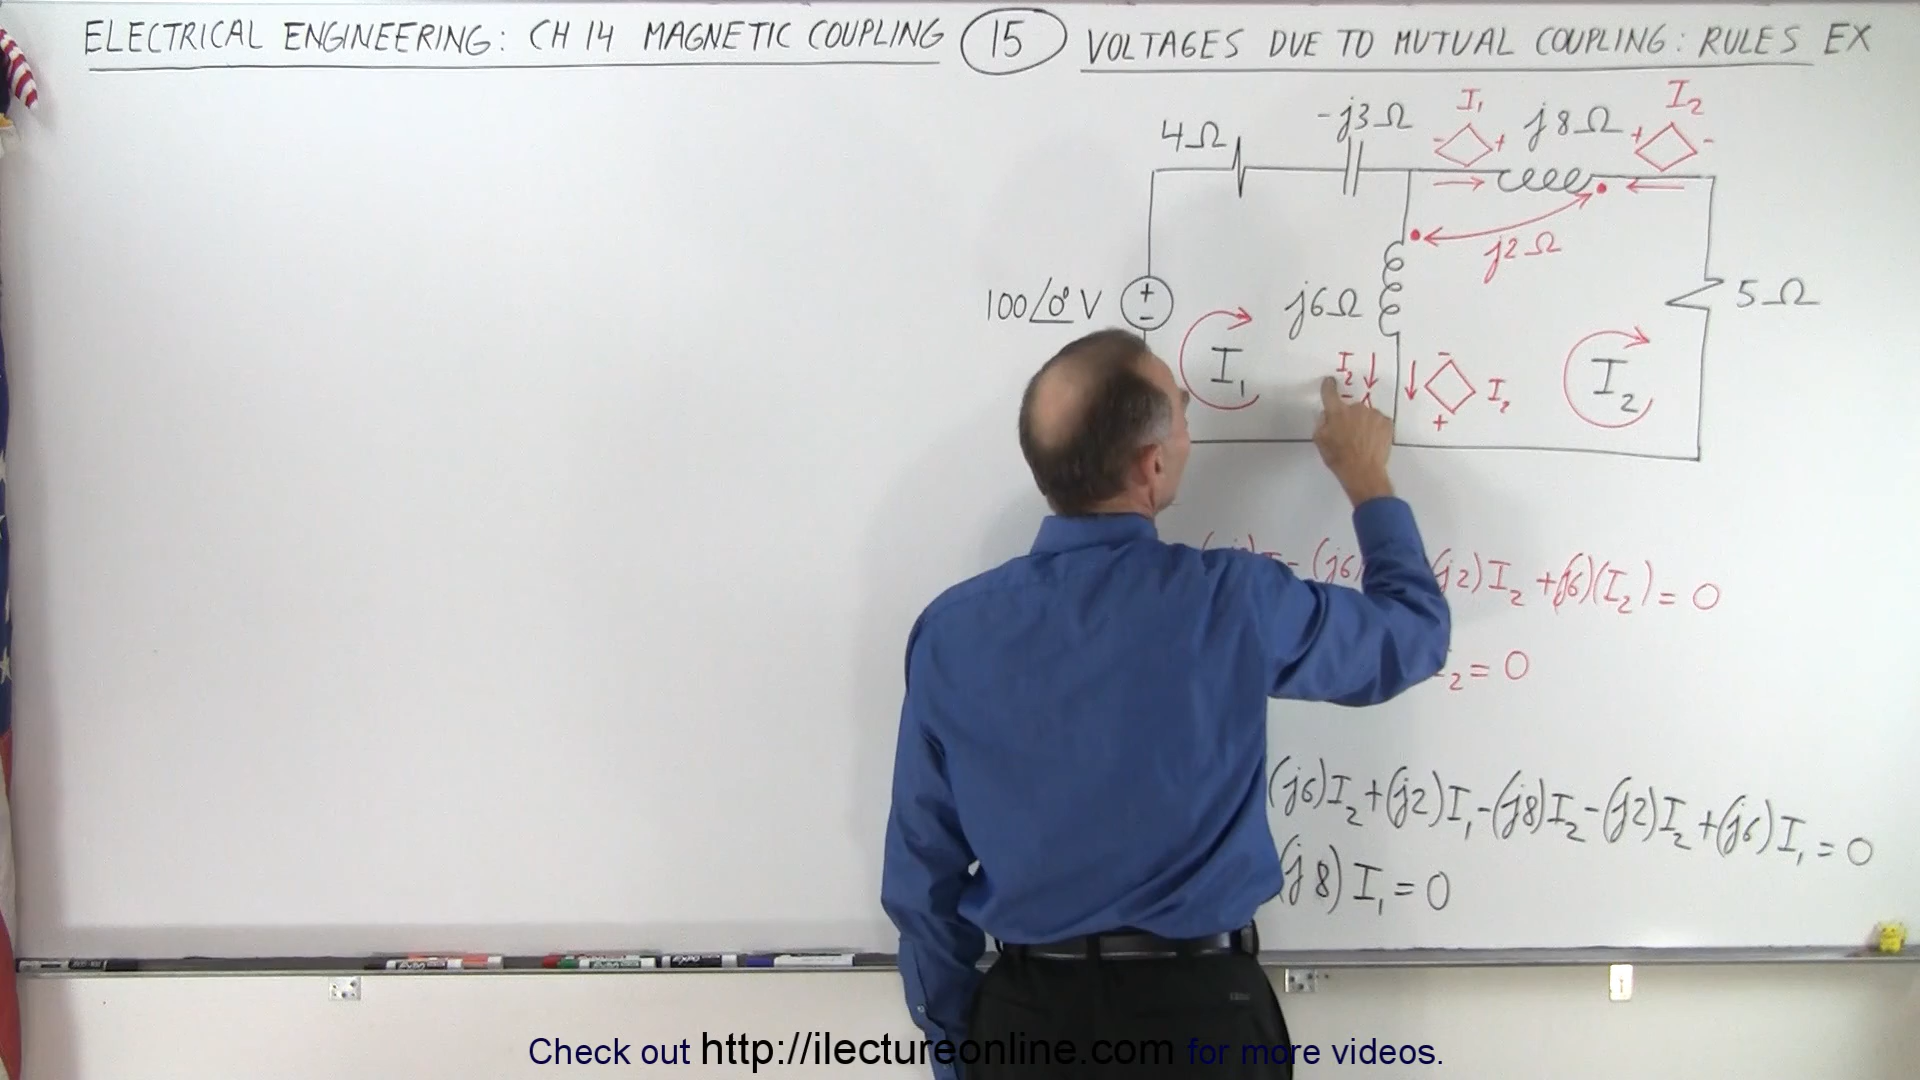 ELECTRICAL ENGINEERING: CH 14 MAGNETIC COUPLING 15 VOLTAGES DUE TO MUTUAL COUPLING: RULES EX
I₁ I₂
4Ω -j3Ω - + j8Ω + -
j2Ω
100/0° V + - j6Ω 5Ω
I₁ I₂ - + I₂ I₂
(j6) j2)I₂ +(j6)(I₂) = 0
₂ = 0
(j6)I₂+(j2)I₁-(j8)I₂-(j2)I₂+(j6)I₁ = 0
(j8)I₁ = 0
Check out http://ilectureonline.com for more videos.